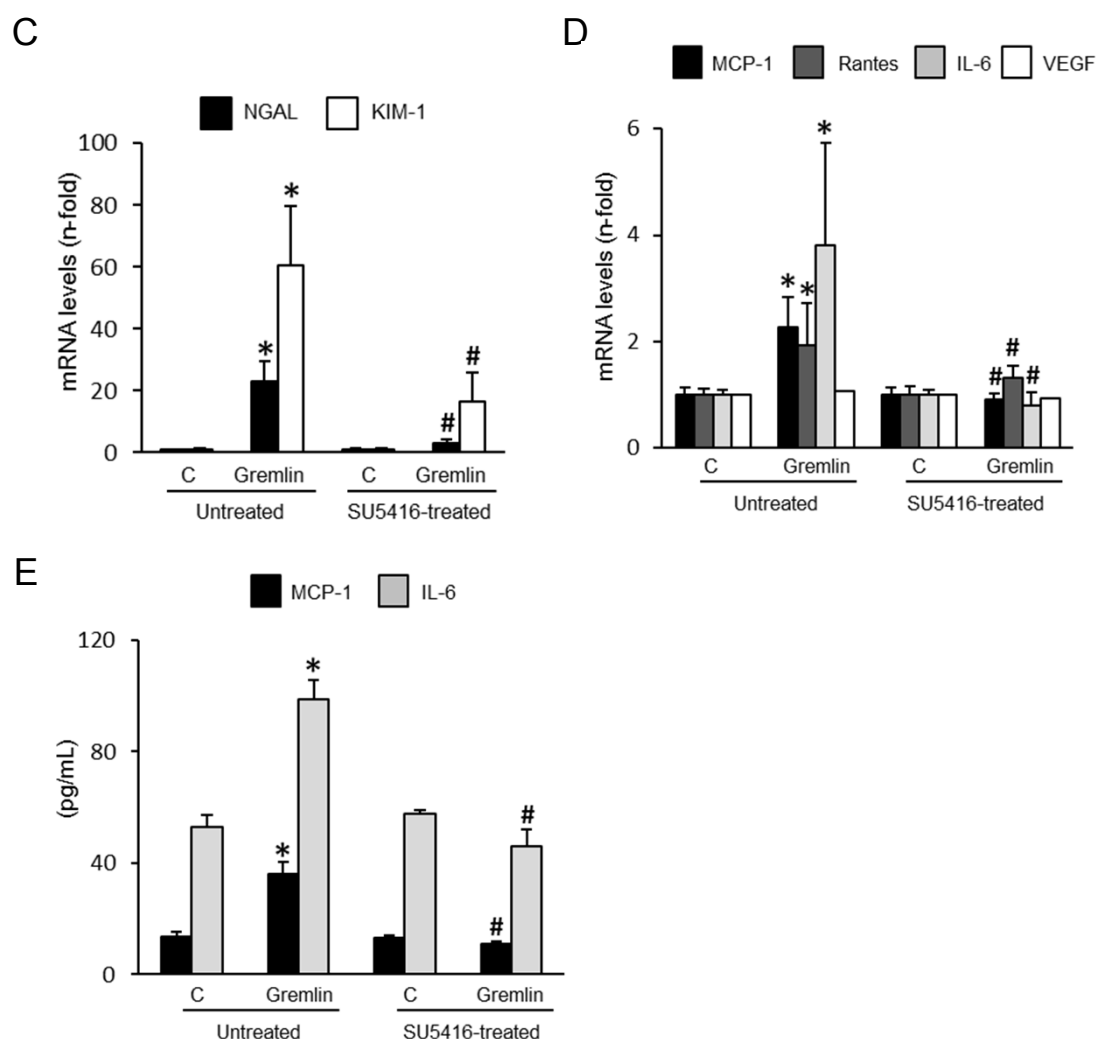 C
NGAL KIM-1
mRNA levels (n-fold)
100
80
60
40
20
0
* * # #
C Gremlin C Gremlin
Untreated SU5416-treated
D
MCP-1 Rantes IL-6 VEGF
mRNA levels (n-fold)
6
4
2
0
* * * # # #
C Gremlin C Gremlin
Untreated SU5416-treated
E
MCP-1 IL-6
(pg/mL)
120
80
40
0
* * # #
C Gremlin C Gremlin
Untreated SU5416-treated